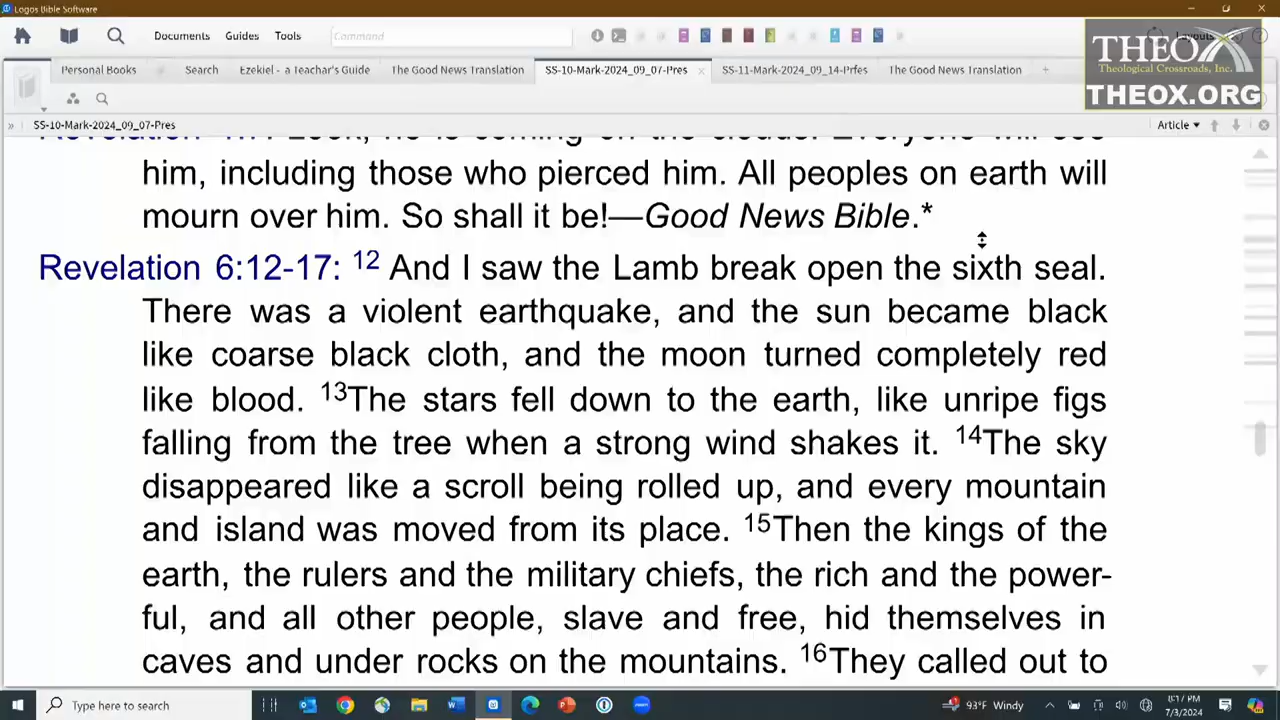 Logos Bible Software
Documents Guides Tools Command Layouts
THEOX
Theological Crossroads, Inc.
THEOX.ORG
Personal Books Search Ezekiel - a Teacher's Guide SS-10-Mark-2024_09_07-Pres SS-11-Mark-2024_09_14-Pres The Good News Translation +
» SS-10-Mark-2024_09_07-Pres Article
him, including those who pierced him. All peoples on earth will
mourn over him. So shall it be!—Good News Bible.*
Revelation 6:12-17: 12 And I saw the Lamb break open the sixth seal.
There was a violent earthquake, and the sun became black
like coarse black cloth, and the moon turned completely red
like blood. 13The stars fell down to the earth, like unripe figs
falling from the tree when a strong wind shakes it. 14The sky
disappeared like a scroll being rolled up, and every mountain
and island was moved from its place. 15Then the kings of the
earth, the rulers and the military chiefs, the rich and the power-
ful, and all other people, slave and free, hid themselves in
caves and under rocks on the mountains. 16They called out to
Type here to search 93°F Windy 8:17 PM
7/3/2024